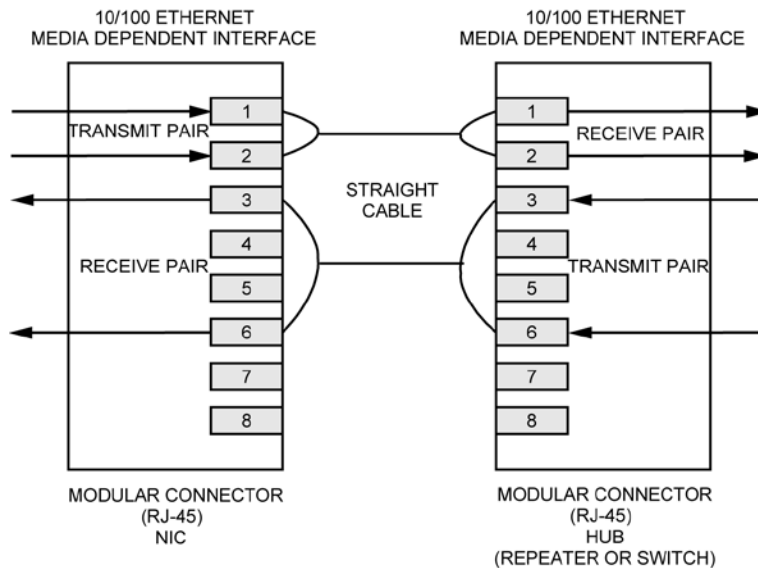 10/100 ETHERNET
MEDIA DEPENDENT INTERFACE
1
TRANSMIT PAIR
2
3
4
RECEIVE PAIR
5
6
7
8
MODULAR CONNECTOR
(RJ-45)
NIC
STRAIGHT
CABLE
10/100 ETHERNET
MEDIA DEPENDENT INTERFACE
1
RECEIVE PAIR
2
3
4
TRANSMIT PAIR
5
6
7
8
MODULAR CONNECTOR
(RJ-45)
HUB
(REPEATER OR SWITCH)